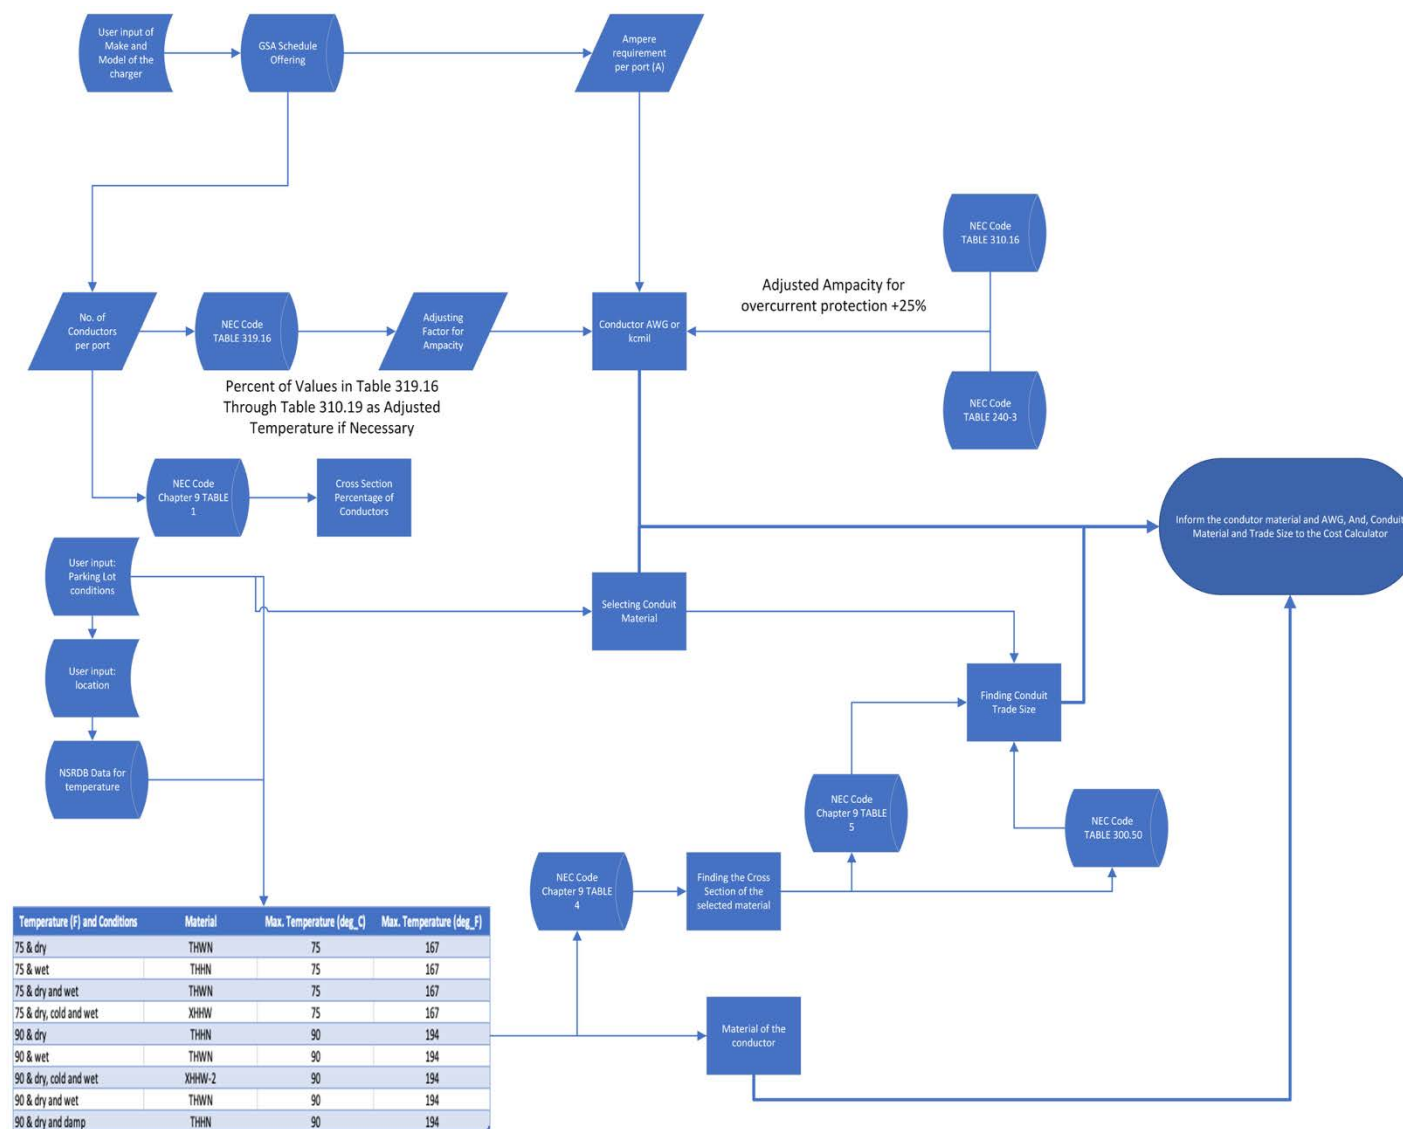 User input of
Make and
Model of the
charger
GSA Schedule
Offering
Ampere
requirement
per port (A)
NEC Code
TABLE 310.16
Adjusted Ampacity for
overcurrent protection +25%
No. of
Conductors
per port
NEC Code
TABLE 319.16
Adjusting
Factor for
Ampacity
Conductor AWG or
kcmil
Percent of Values in Table 319.16
Through Table 310.19 as Adjusted
Temperature if Necessary
NEC Code
TABLE 240-3
NEC Code
Chapter 9 TABLE
1
Cross Section
Percentage of
Conductors
Inform the condutor material and AWG, And, Conduit
Material and Trade Size to the Cost Calculator
User input:
Parking Lot
conditions
Selecting Conduit
Material
User input:
location
Finding Conduit
Trade Size
NSRDB Data for
temperature
NEC Code
Chapter 9 TABLE
5
NEC Code
TABLE 300.50
NEC Code
Chapter 9 TABLE
4
Finding the Cross
Section of the
selected material
Material of the
conductor
Temperature (F) and Conditions Material Max. Temperature (deg_C) Max. Temperature (deg_F)
75 & dry THWN 75 167
75 & wet THHN 75 167
75 & dry and wet THWN 75 167
75 & dry, cold and wet XHHW 75 167
90 & dry THHN 90 194
90 & wet THWN 90 194
90 & dry, cold and wet XHHW-2 90 194
90 & dry and wet THWN 90 194
90 & dry and damp THHN 90 194